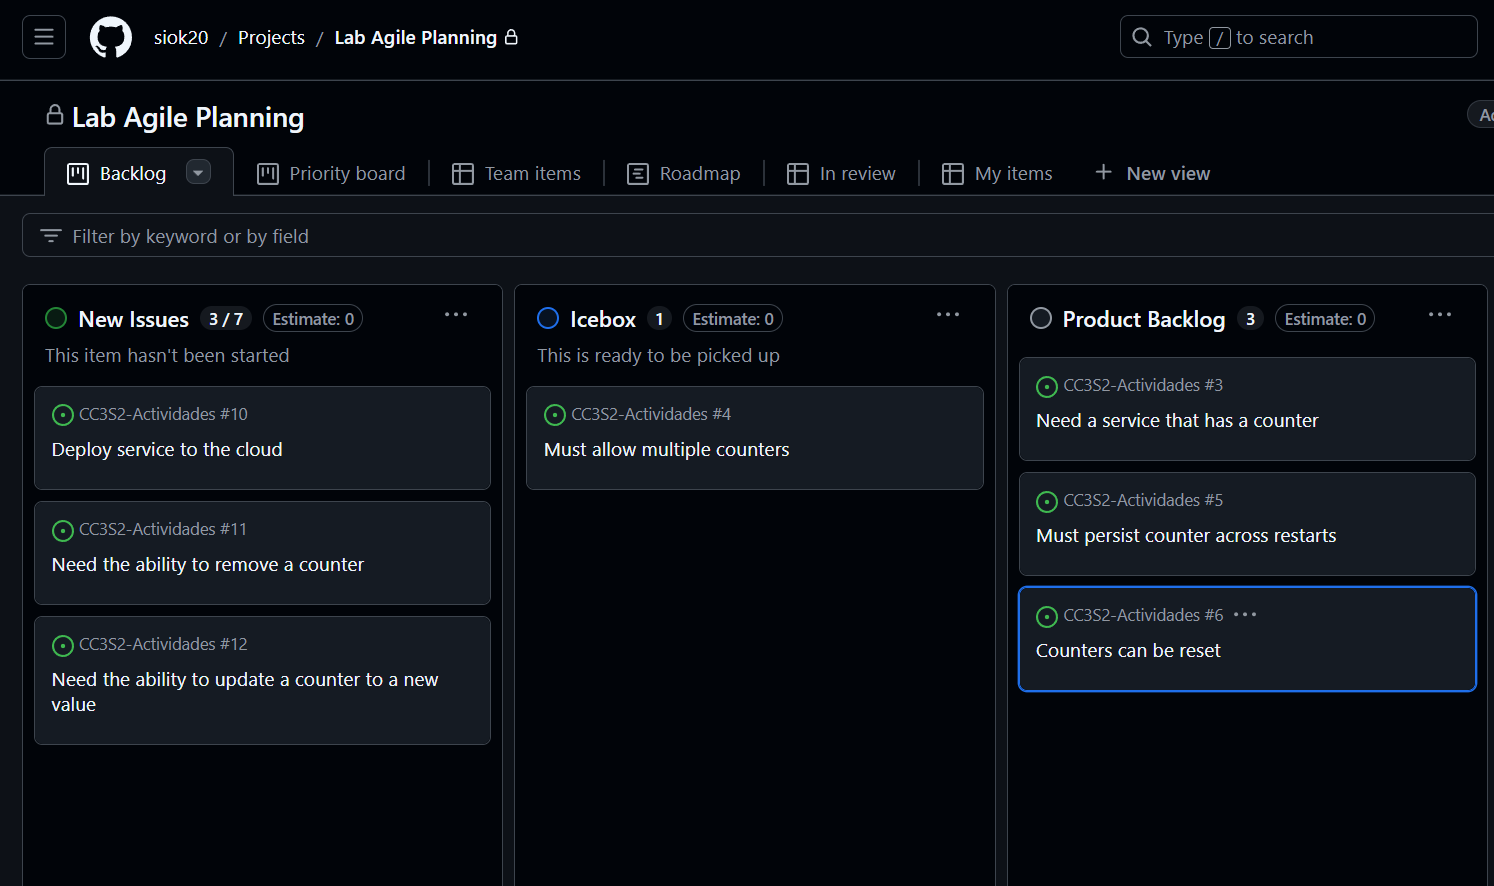 siok20 / Projects / Lab Agile Planning
Type / to search
Lab Agile Planning
Backlog
Priority board
Team items
Roadmap
In review
My items
New view
Filter by keyword or by field
New Issues 3 / 7 Estimate: 0
This item hasn't been started
CC3S2-Actividades #10
Deploy service to the cloud
CC3S2-Actividades #11
Need the ability to remove a counter
CC3S2-Actividades #12
Need the ability to update a counter to a new
value
Icebox 1 Estimate: 0
This is ready to be picked up
CC3S2-Actividades #4
Must allow multiple counters
Product Backlog 3 Estimate: 0
CC3S2-Actividades #3
Need a service that has a counter
CC3S2-Actividades #5
Must persist counter across restarts
CC3S2-Actividades #6
Counters can be reset